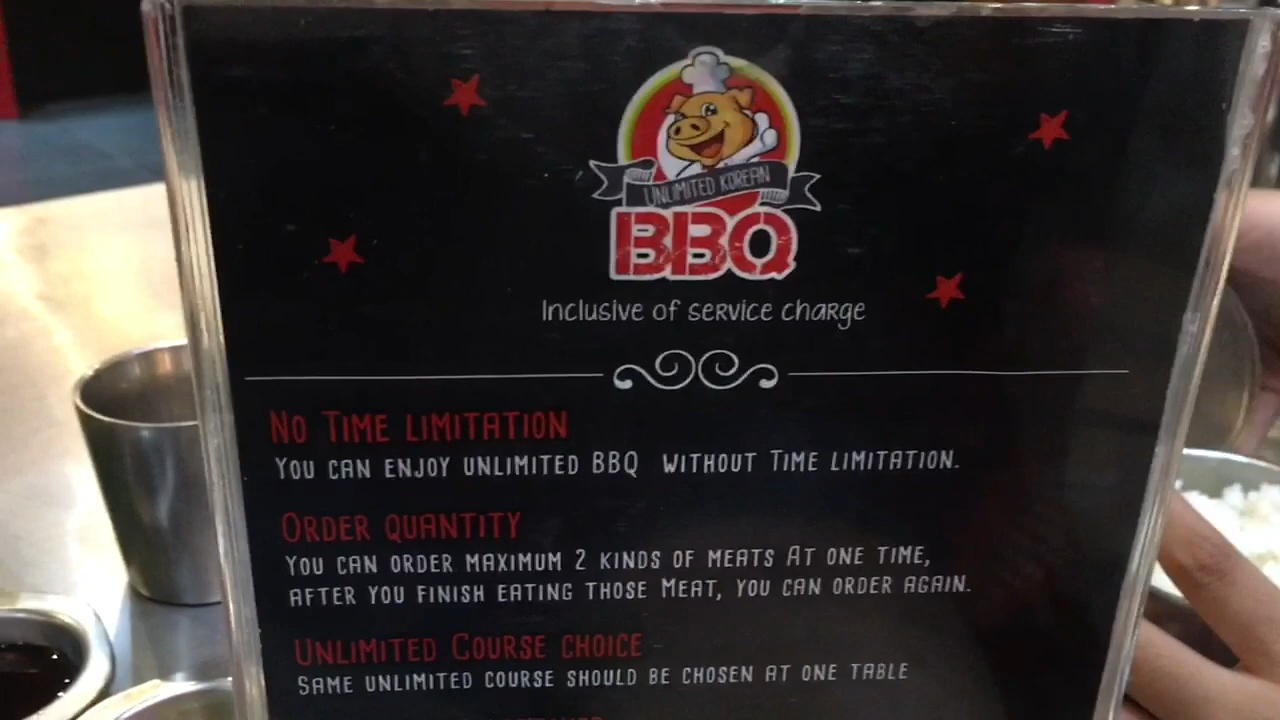 UNLIMITED KOREAN
BBQ
Inclusive of service charge
NO TIME LIMITATION
YOU CAN ENJOY UNLIMITED BBQ WITHOUT TIME LIMITATION.
ORDER QUANTITY
YOU CAN ORDER MAXIMUM 2 KINDS OF MEATS AT ONE TIME,
AFTER YOU FINISH EATING THOSE MEAT, YOU CAN ORDER AGAIN.
UNLIMITED COURSE CHOICE
SAME UNLIMITED COURSE SHOULD BE CHOSEN AT ONE TABLE